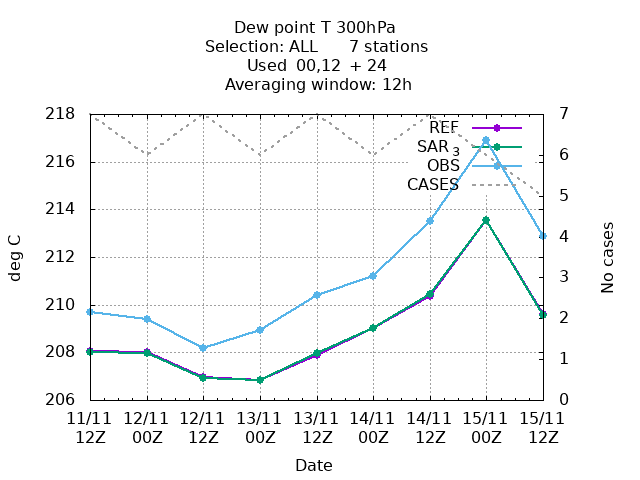 Dew point T 300hPa
Selection: ALL 7 stations
Used 00,12 + 24
Averaging window: 12h
218
216
214
212
210
208
206
7
6
5
4
3
2
1
0
REF
SAR 3
OBS
CASES
deg C
No cases
11/11 12/11 12/11 13/11 13/11 14/11 14/11 15/11 15/11
12Z 00Z 12Z 00Z 12Z 00Z 12Z 00Z 12Z
Date